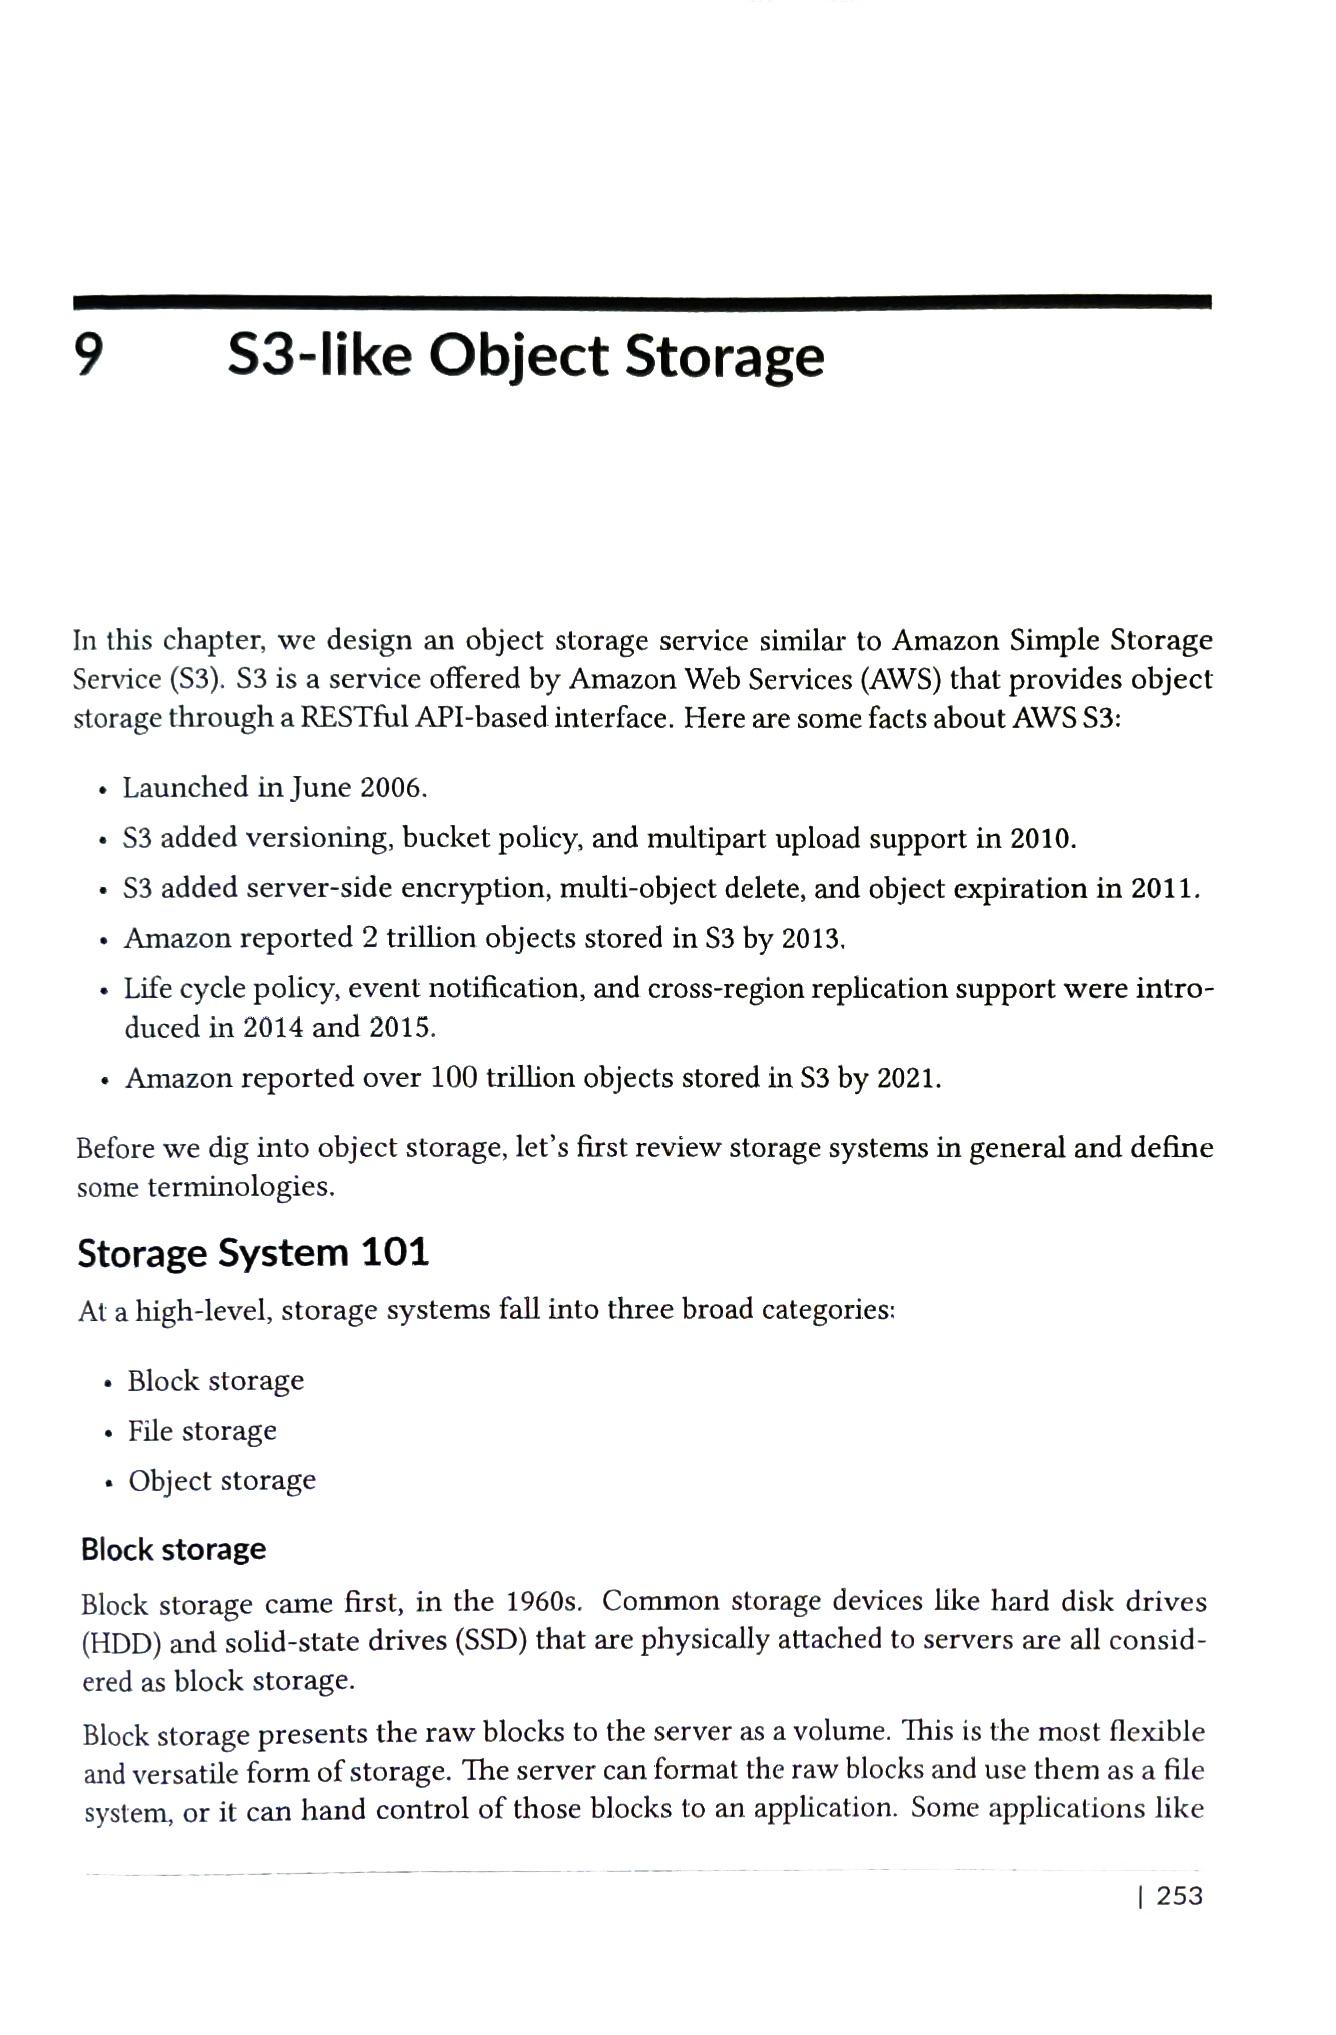 9 S3-like Object Storage
In this chapter, we design an object storage service similar to Amazon Simple Storage
Service (S3). S3 is a service offered by Amazon Web Services (AWS) that provides object
storage through a RESTful API-based interface. Here are some facts about AWS S3:
• Launched in June 2006.
• S3 added versioning, bucket policy, and multipart upload support in 2010.
• S3 added server-side encryption, multi-object delete, and object expiration in 2011.
• Amazon reported 2 trillion objects stored in S3 by 2013.
• Life cycle policy, event notification, and cross-region replication support were intro-
duced in 2014 and 2015.
• Amazon reported over 100 trillion objects stored in S3 by 2021.
Before we dig into object storage, let's first review storage systems in general and define
some terminologies.
Storage System 101
At a high-level, storage systems fall into three broad categories:
• Block storage
• File storage
• Object storage
Block storage
Block storage came first, in the 1960s. Common storage devices like hard disk drives
(HDD) and solid-state drives (SSD) that are physically attached to servers are all consid-
ered as block storage.
Block storage presents the raw blocks to the server as a volume. This is the most flexible
and versatile form of storage. The server can format the raw blocks and use them as a file
system, or it can hand control of those blocks to an application. Some applications like
| 253